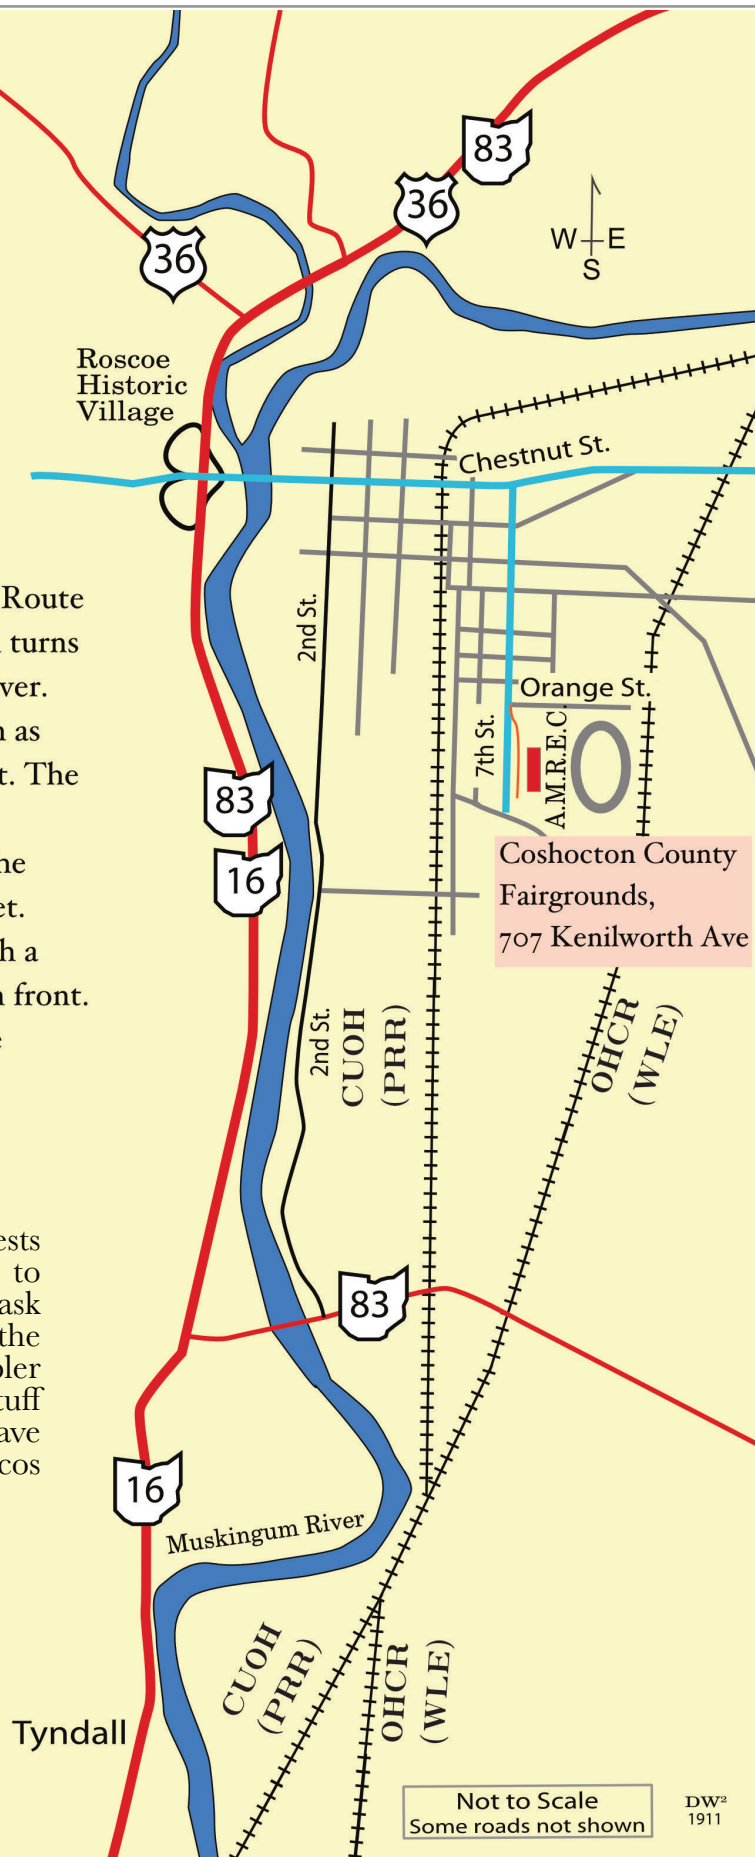 83
36
W E
S
36
Roscoe
Historic
Village
Chestnut St.
Route
turns
ver.
as
t. The
2nd St.
Orange St.
7th St.
A.M.R.E.C.
83
16
he
et.
h a
front.
e
Coshocton County
Fairgrounds,
707 Kenilworth Ave
2nd St.
CUOH
(PRR)
OHCR
(WLE)
ests
to
ask
the
oler
tuff
ave
cos
83
16
Muskingum River
CUOH
(PRR)
OHCR
(WLE)
Tyndall
Not to Scale
Some roads not shown
DW²
1911